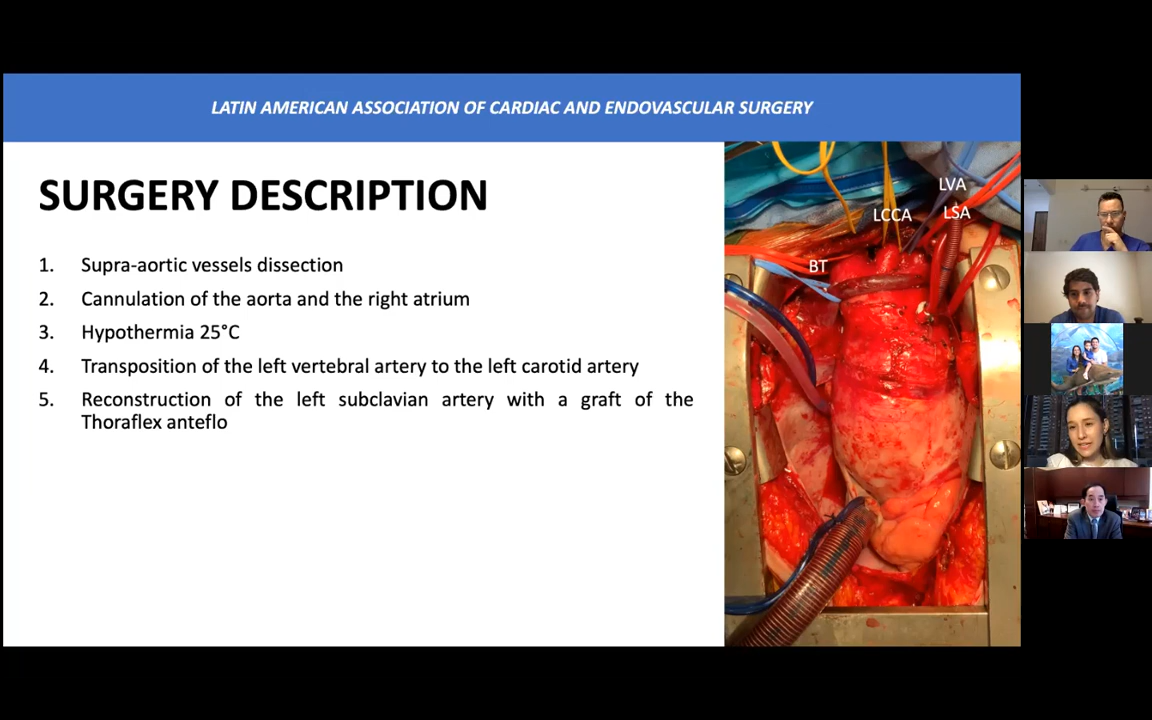 LATIN AMERICAN ASSOCIATION OF CARDIAC AND ENDOVASCULAR SURGERY
SURGERY DESCRIPTION
1. Supra-aortic vessels dissection
2. Cannulation of the aorta and the right atrium
3. Hypothermia 25°C
4. Transposition of the left vertebral artery to the left carotid artery
5. Reconstruction of the left subclavian artery with a graft of the
Thoraflex anteflo
LVA
LCCA
LSA
BT